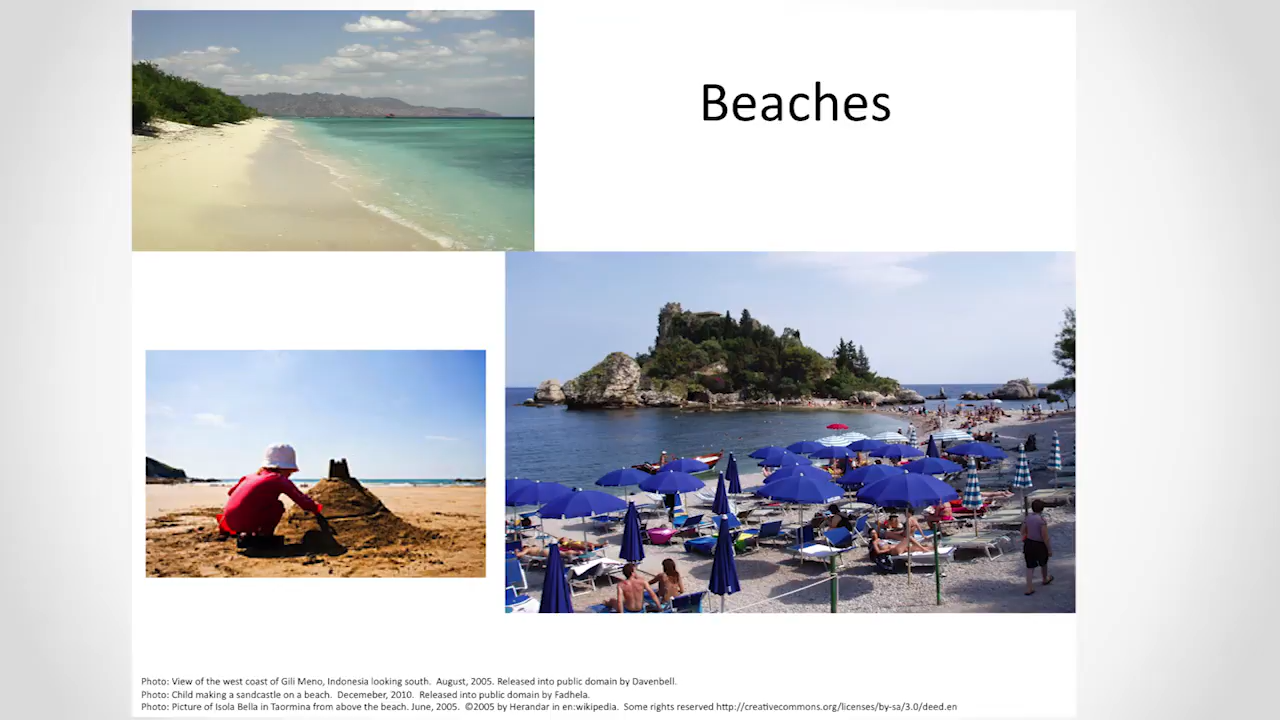 Beaches
Photo: View of the west coast of Gili Meno, Indonesia looking south. August, 2005. Released into public domain by Davenbell.
Photo: Child making a sandcastle on a beach. Decemeber, 2010. Released into public domain by Fadhela.
Photo: Picture of Isola Bella in Taormina from above the beach. June, 2005. ©2005 by Herandar in en:wikipedia. Some rights reserved http://creativecommons.org/licenses/by-sa/3.0/deed.en